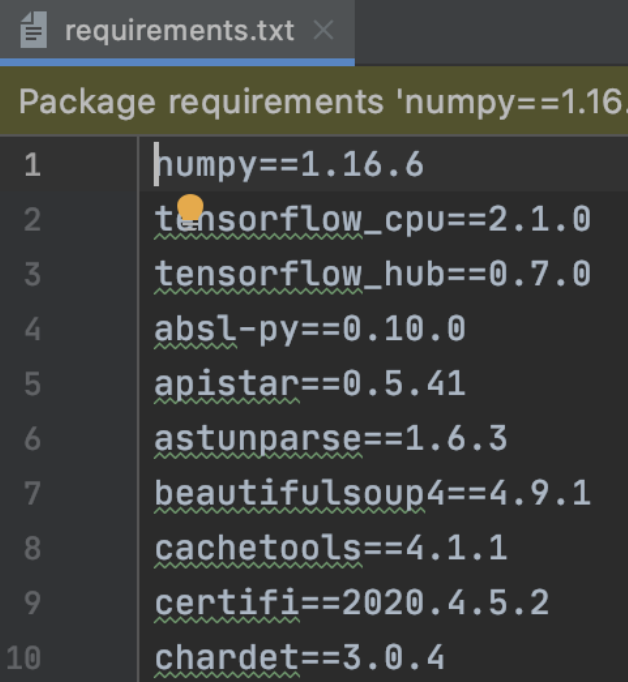 requirements.txt
Package requirements 'numpy==1.16.
1 numpy==1.16.6
2 tensorflow_cpu==2.1.0
3 tensorflow_hub==0.7.0
4 absl-py==0.10.0
5 apistar==0.5.41
6 astunparse==1.6.3
7 beautifulsoup4==4.9.1
8 cachetools==4.1.1
9 certifi==2020.4.5.2
10 chardet==3.0.4